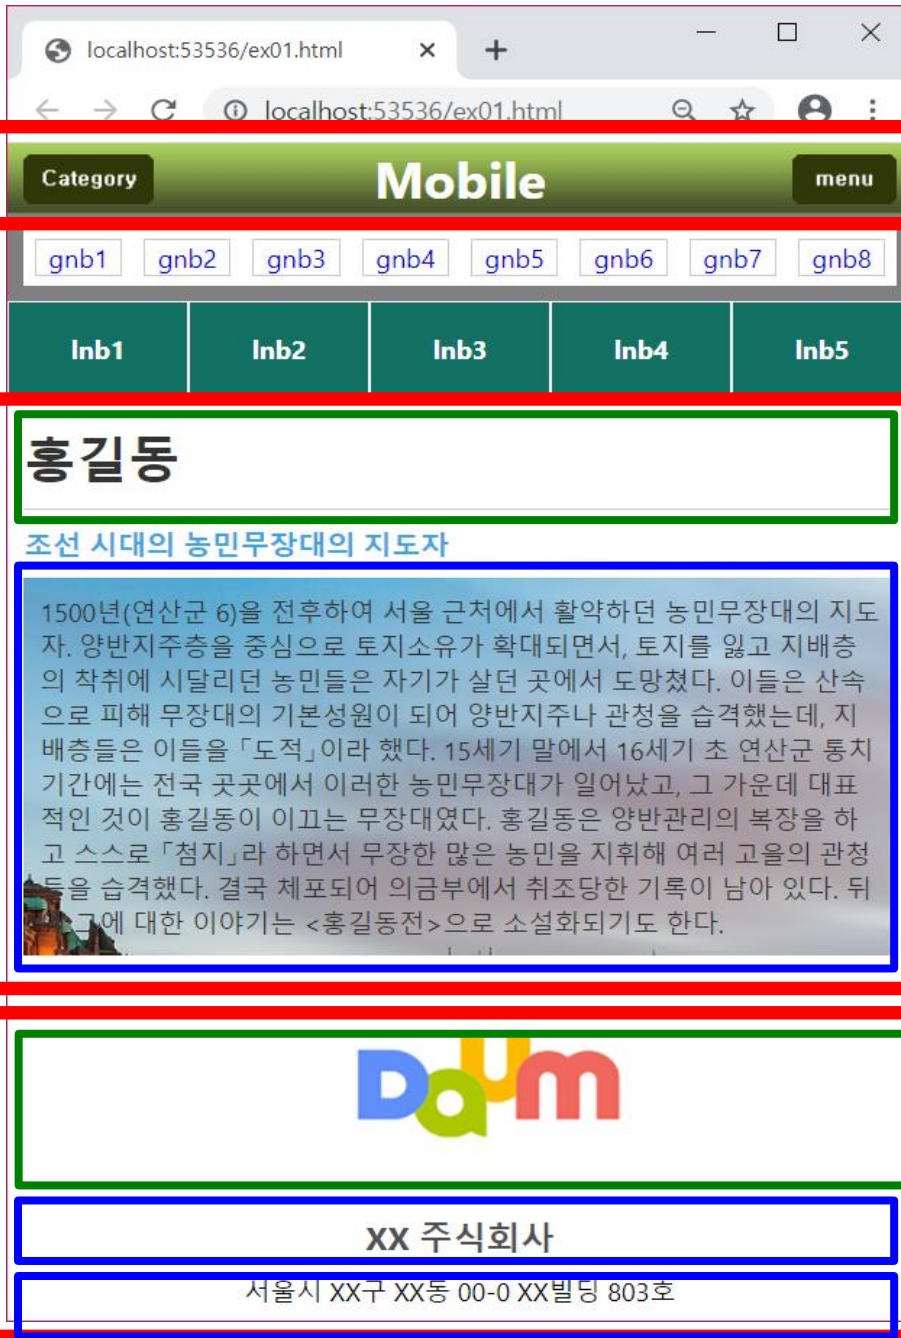 localhost:53536/ex01.html
localhost:53536/ex01.html
Category Mobile menu
gnb1 gnb2 gnb3 gnb4 gnb5 gnb6 gnb7 gnb8
lnb1 lnb2 lnb3 lnb4 lnb5
홍길동
조선 시대의 농민무장대의 지도자
1500년(연산군 6)을 전후하여 서울 근처에서 활약하던 농민무장대의 지도
자. 양반지주층을 중심으로 토지소유가 확대되면서, 토지를 잃고 지배층
의 착취에 시달리던 농민들은 자기가 살던 곳에서 도망쳤다. 이들은 산속
으로 피해 무장대의 기본성원이 되어 양반지주나 관청을 습격했는데, 지
배층들은 이들을 「도적」이라 했다. 15세기 말에서 16세기 초 연산군 통치
기간에는 전국 곳곳에서 이러한 농민무장대가 일어났고, 그 가운데 대표
적인 것이 홍길동이 이끄는 무장대였다. 홍길동은 양반관리의 복장을 하
고 스스로 「첨지」라 하면서 무장한 많은 농민을 지휘해 여러 고을의 관청
등을 습격했다. 결국 체포되어 의금부에서 취조당한 기록이 남아 있다. 뒤
그에 대한 이야기는 <홍길동전>으로 소설화되기도 한다.
Daum
XX 주식회사
서울시 XX구 XX동 00-0 XX빌딩 803호